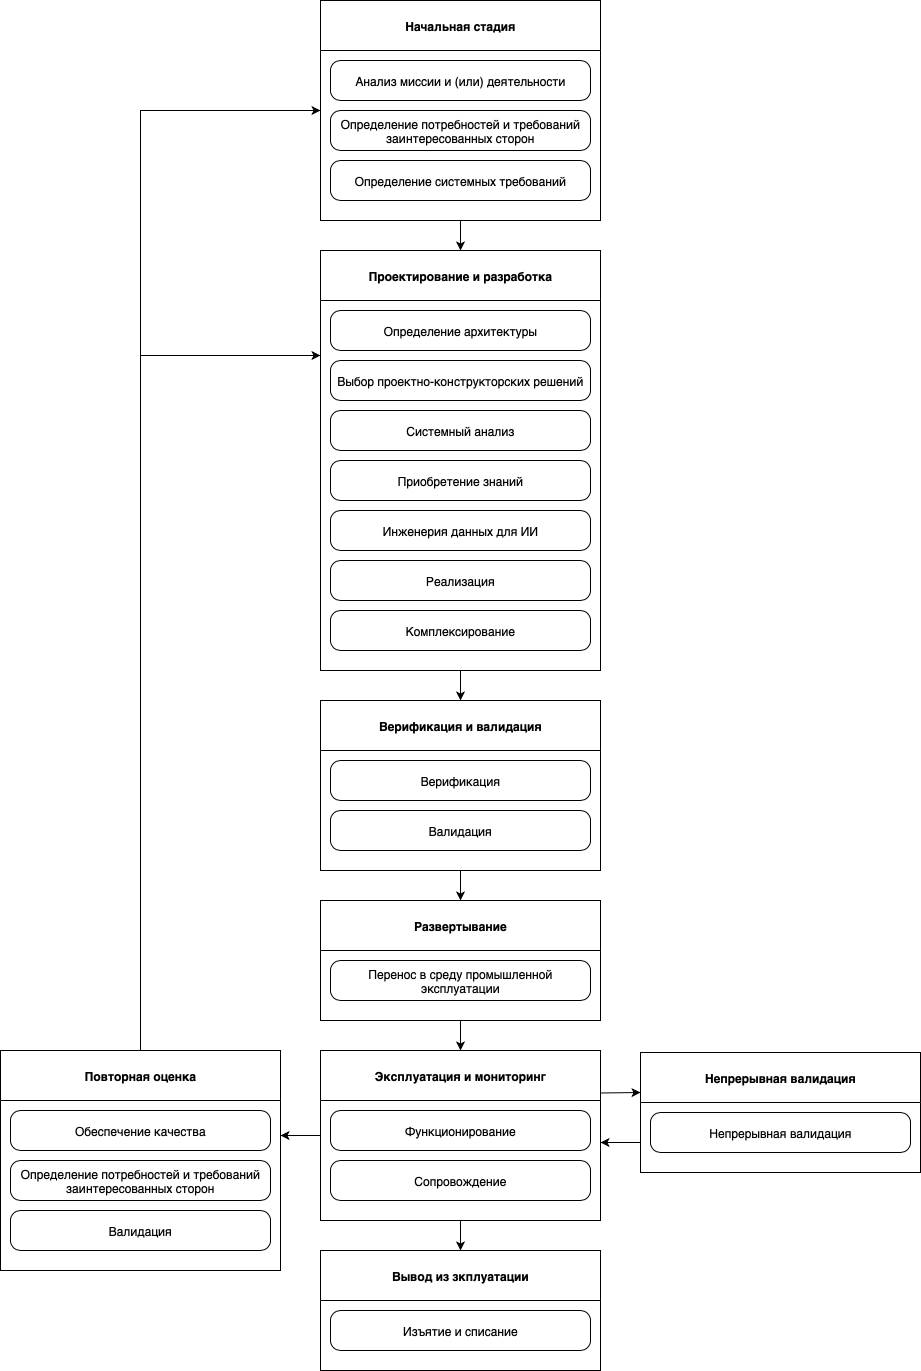 Начальная стадия
Анализ миссии и (или) деятельности
Определение потребностей и требований
заинтересованных сторон
Определение системных требований
Проектирование и разработка
Определение архитектуры
Выбор проектно-конструкторских решений
Системный анализ
Приобретение знаний
Инженерия данных для ИИ
Реализация
Комплексирование
Верификация и валидация
Верификация
Валидация
Развертывание
Перенос в среду промышленной
эксплуатации
Повторная оценка
Обеспечение качества
Определение потребностей и требований
заинтересованных сторон
Валидация
Эксплуатация и мониторинг
Функционирование
Сопровождение
Непрерывная валидация
Непрерывная валидация
Вывод из зкплуатации
Изъятие и списание